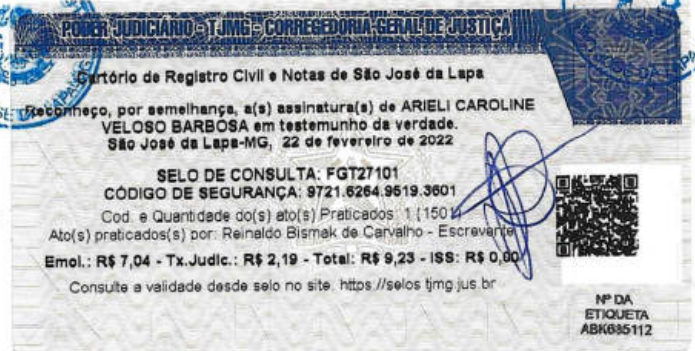 PODER JUDICIÁRIO - TJMG - CORREGEDORIA-GERAL DE JUSTIÇA
Cartório de Registro Civil e Notas de São José da Lapa
Reconheço, por semelhança, a(s) assinatura(s) de ARIELI CAROLINE
VELOSO BARBOSA em testemunho da verdade.
São José da Lapa-MG, 22 de fevereiro de 2022
SELO DE CONSULTA: FGT27101
CÓDIGO DE SEGURANÇA: 9721.6264.9519.3601
Cod. e Quantidade do(s) ato(s) Praticados: 1 (150
Ato(s) praticados(s) por: Reinaldo Bismak de Carvalho - Escrevente
Emol.: R$ 7,04 - Tx.Judic.: R$ 2,19 - Total: R$ 9,23 - ISS: R$ 0,00
Consulte a validade desde selo no site: https://selos.tjmg.jus.br
Nº DA
ETIQUETA
ABK685112